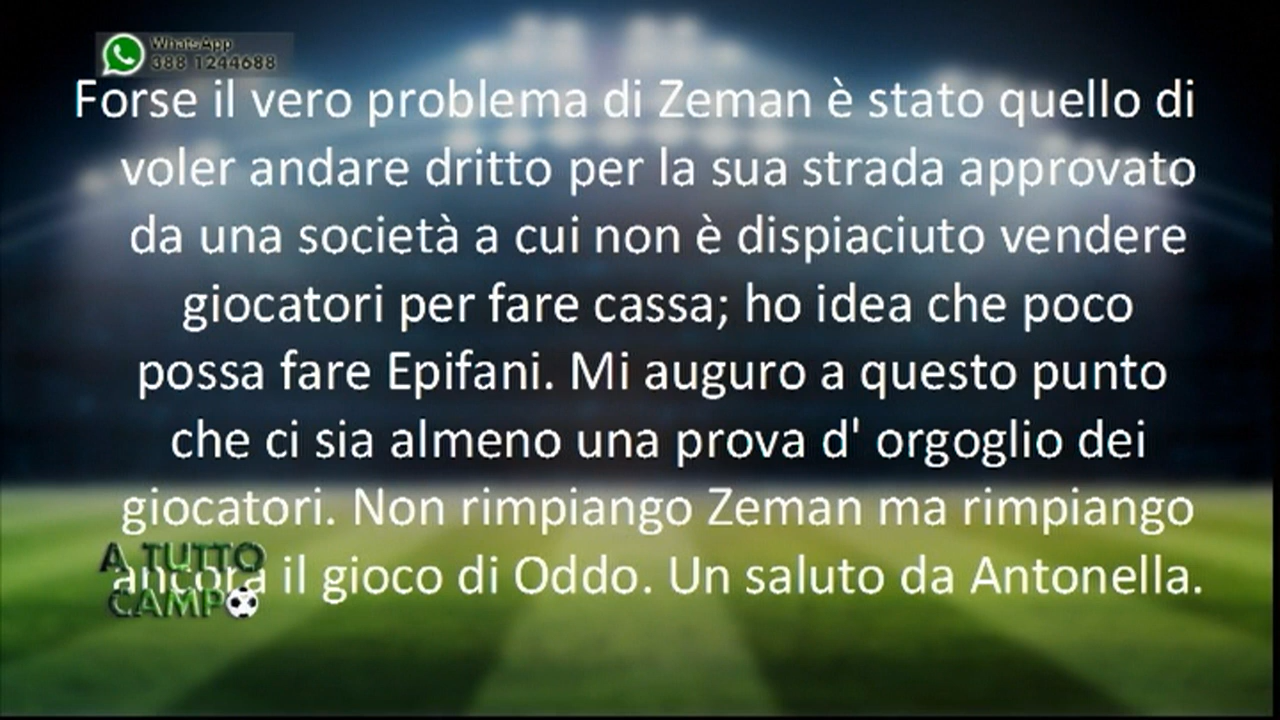 WhatsApp
388 1244688
Forse il vero problema di Zeman è stato quello di
voler andare dritto per la sua strada approvato
da una società a cui non è dispiaciuto vendere
giocatori per fare cassa; ho idea che poco
possa fare Epifani. Mi auguro a questo punto
che ci sia almeno una prova d' orgoglio dei
giocatori. Non rimpiango Zeman ma rimpiango
ancora il gioco di Oddo. Un saluto da Antonella.
A TUTTO
CAMPO